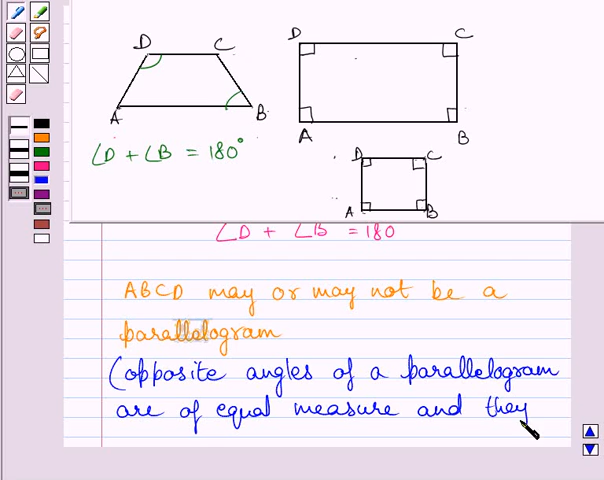 D C
A B
∠D + ∠B = 180°
D C
A B
D C
A B
∠D + ∠B = 180
ABCD may or may not be a
parallelogram
(opposite angles of a parallelogram
are of equal measure and they